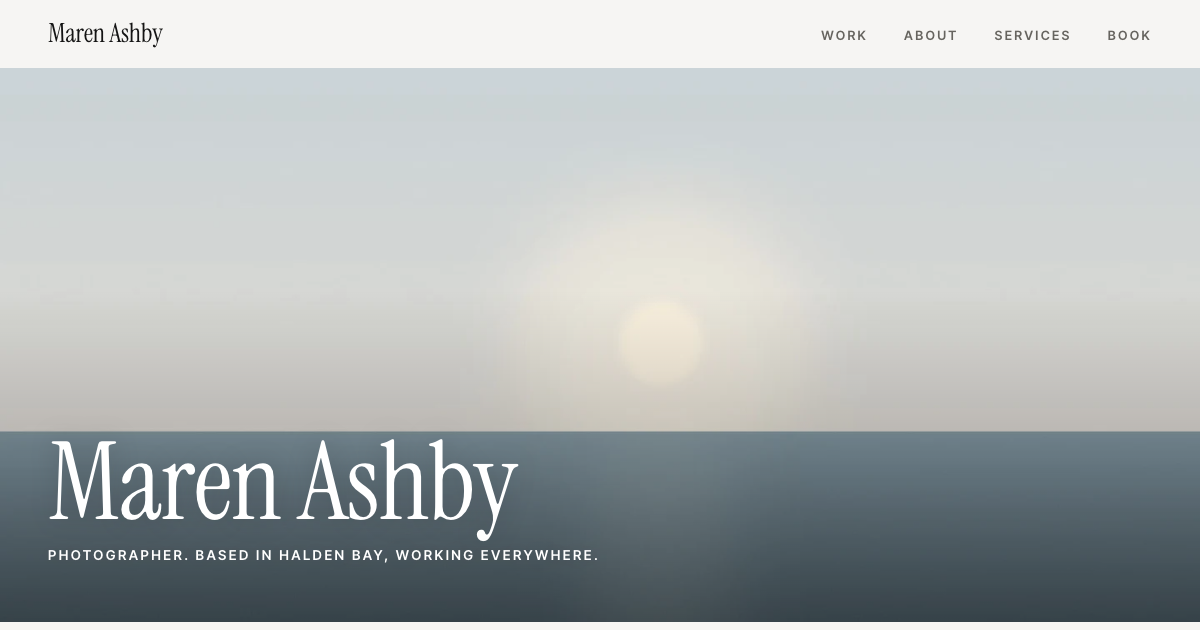 Maren Ashby
WORK ABOUT SERVICES BOOK
Maren Ashby
PHOTOGRAPHER. BASED IN HALDEN BAY, WORKING EVERYWHERE.